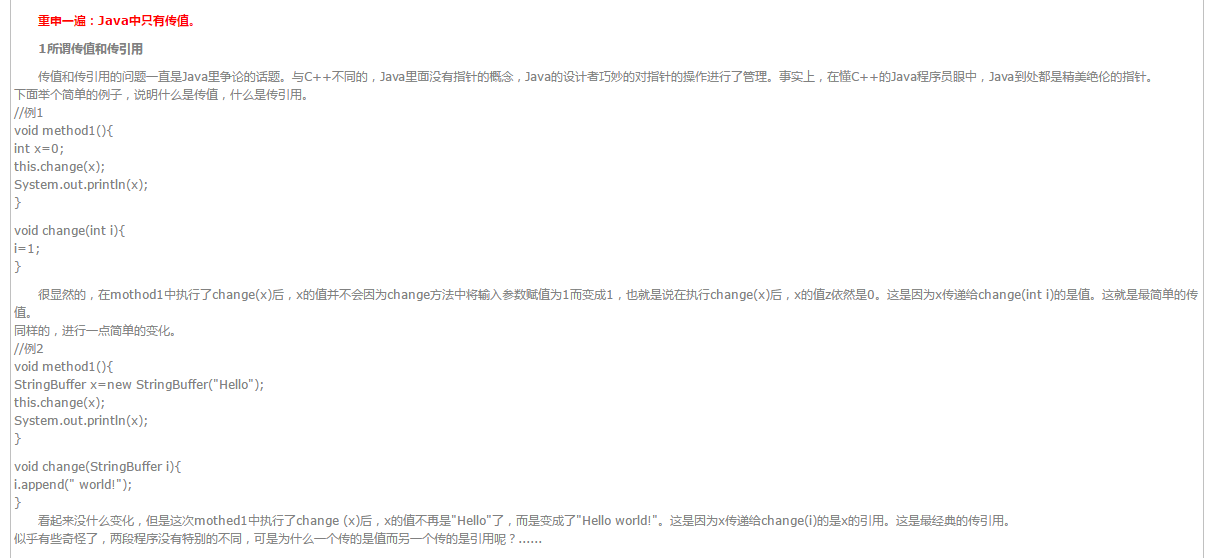 重申一遍：Java中只有传值。
1所谓传值和传引用
传值和传引用的问题一直是Java里争论的话题。与C++不同的，Java里面没有指针的概念，Java的设计者巧妙的对指针的操作进行了管理。事实上，在懂C++的Java程序员眼中，Java到处都是精美绝伦的指针。
下面举个简单的例子，说明什么是传值，什么是传引用。
//例1
void method1(){
int x=0;
this.change(x);
System.out.println(x);
}
void change(int i){
i=1;
}
很显然的，在mothod1中执行了change(x)后，x的值并不会因为change方法中将输入参数赋值为1而变成1，也就是说在执行change(x)后，x的值z依然是0。这是因为x传递给change(int i)的是值。这就是最简单的传
值。
同样的，进行一点简单的变化。
//例2
void method1(){
StringBuffer x=new StringBuffer("Hello");
this.change(x);
System.out.println(x);
}
void change(StringBuffer i){
i.append(" world!");
}
看起来没什么变化，但是这次mothed1中执行了change (x)后，x的值不再是"Hello"了，而是变成了"Hello world!"。这是因为x传递给change(i)的是x的引用。这是最经典的传引用。
似乎有些奇怪了，两段程序没有特别的不同，可是为什么一个传的是值而另一个传的是引用呢？......